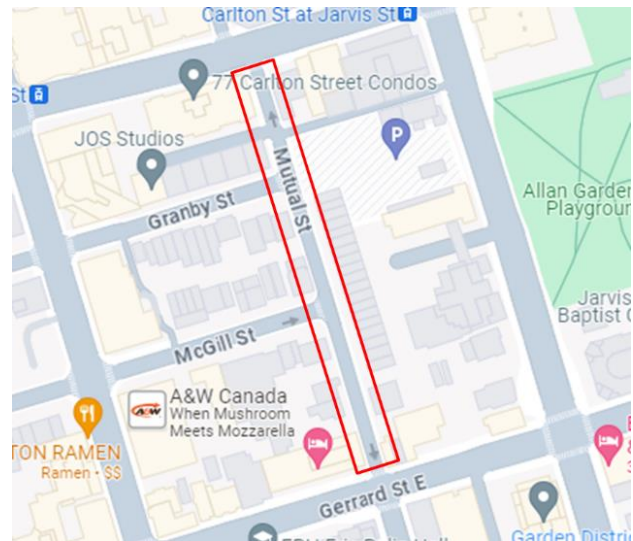 Carlton St at Jarvis St
St
77 Carlton Street Condos
P
JOS Studios
Mutual St
Granby St
Allan Garden
Playgroun
McGill St
Jarvis
Baptist C
A&W Canada
When Mushroom
Meets Mozzarella
A&W
TON RAMEN
Ramen · $$
Gerrard St E
Garden Distric